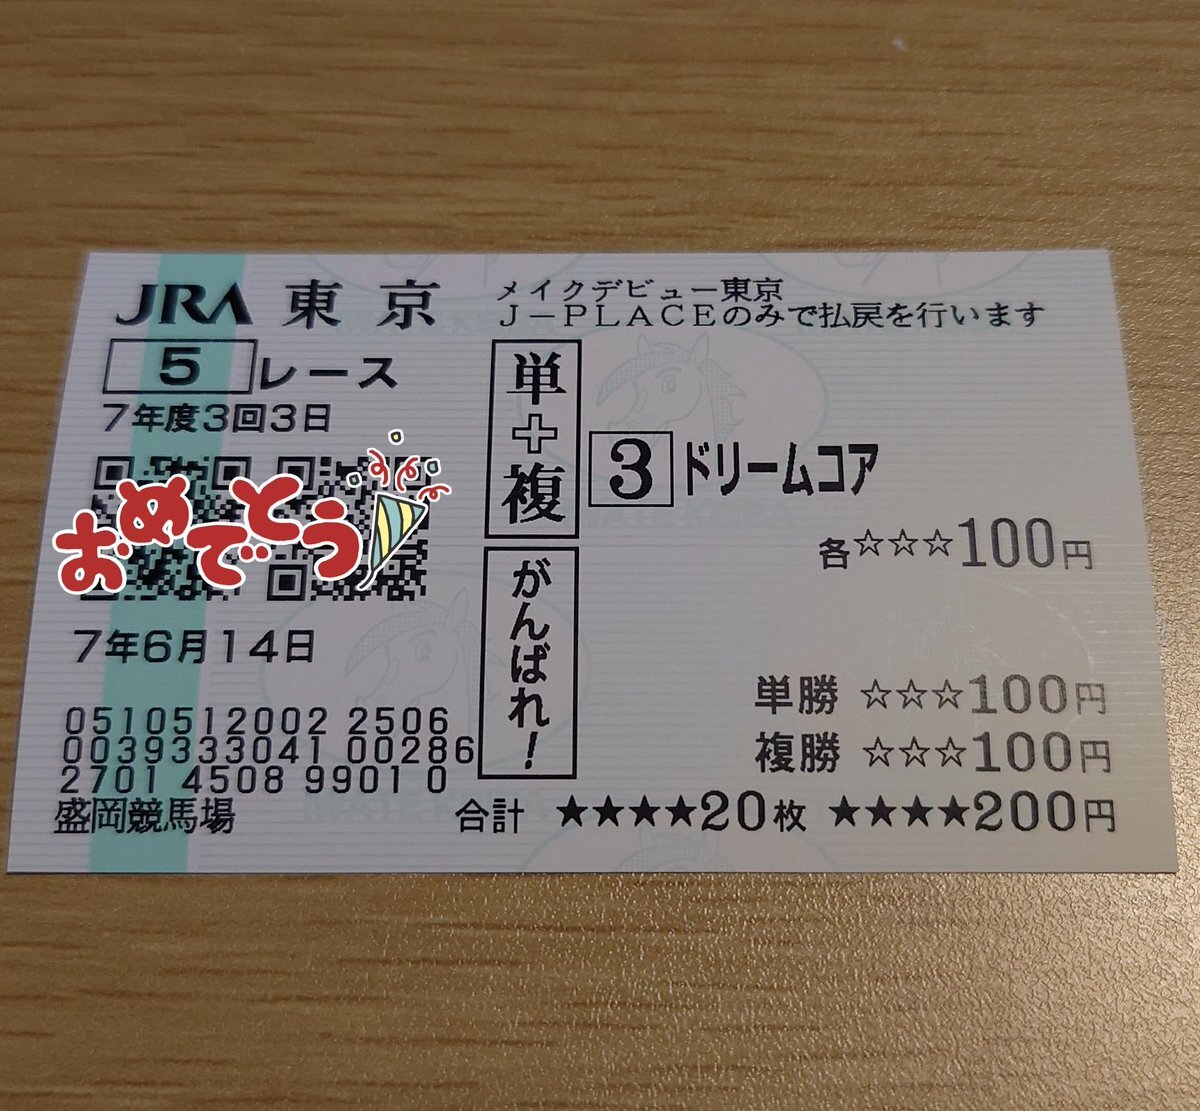 JRA 東京
メイクデビュー東京
J-PLACEのみで払戻を行います
5レース
7年度3回3日
おめでとう
7年6月14日
0510512002 2506
0039333041 00286
2701 4508 9901 0
盛岡競馬場
単+複
がんばれ!
3 ドリームコア
各☆☆☆100円
単勝 ☆☆☆100円
複勝 ☆☆☆100円
合計 ★★★★20枚 ★★★★200円